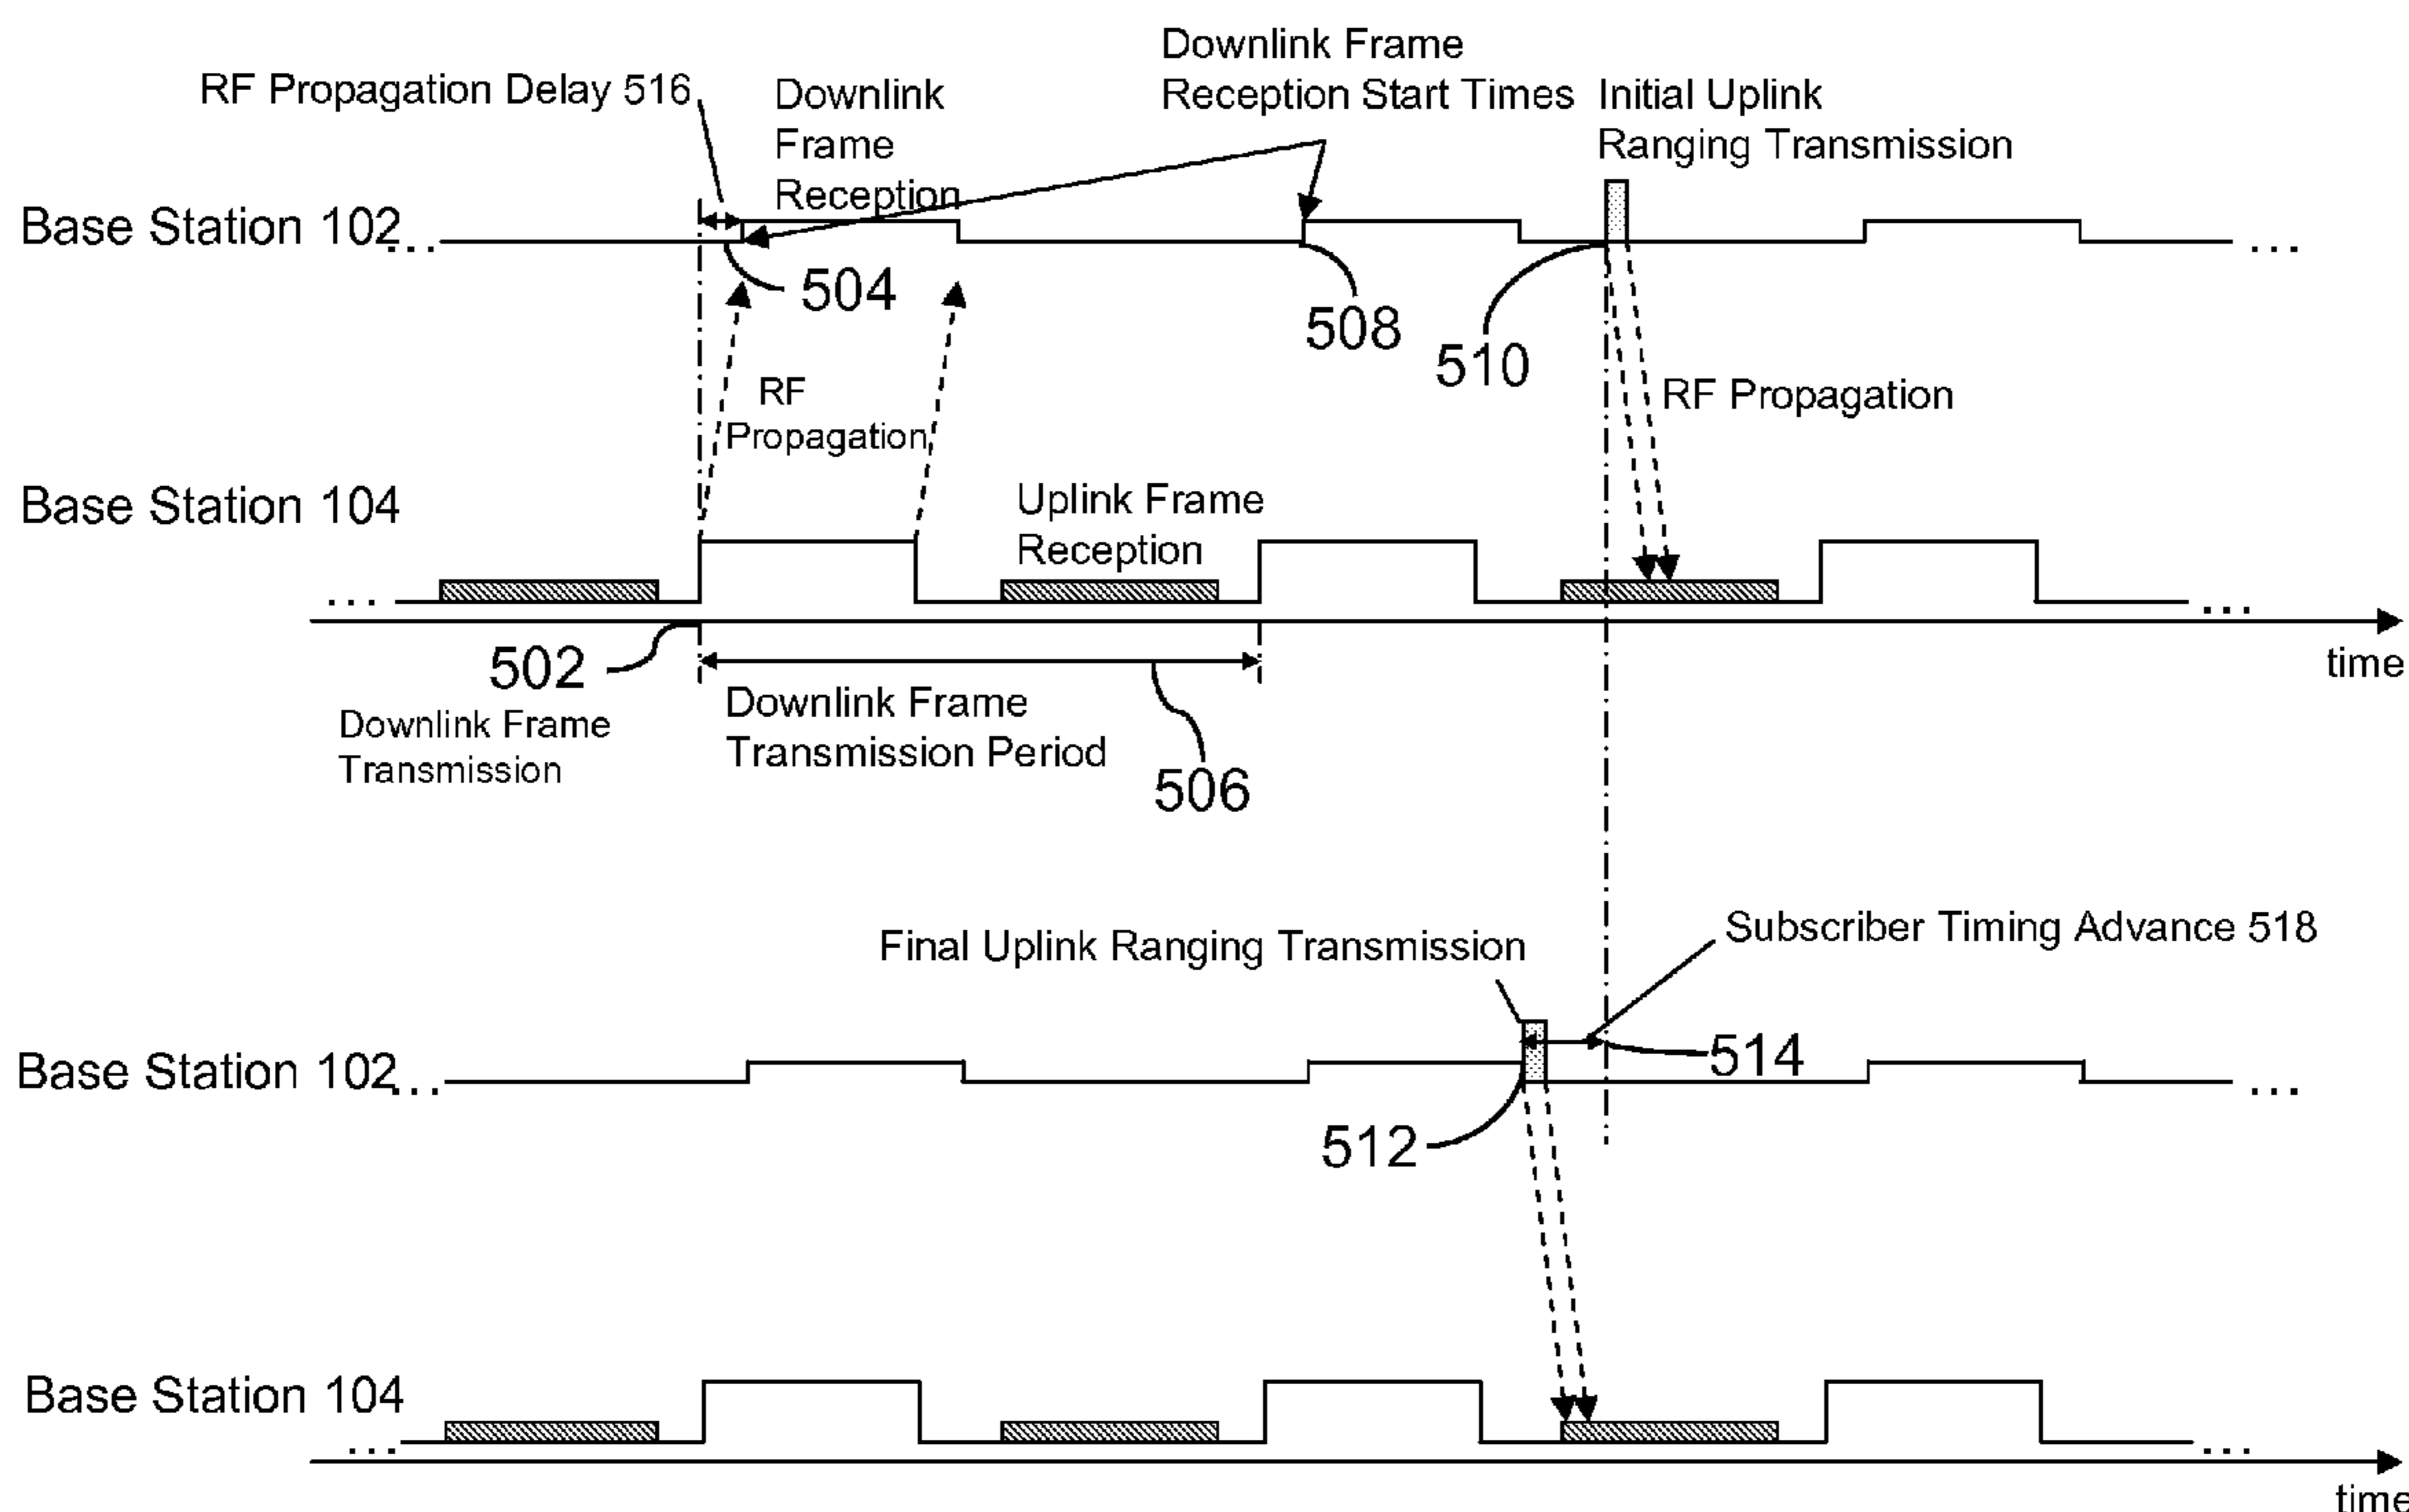 Downlink Frame
Reception Start Times
RF Propagation Delay 516
Downlink
Frame
Reception
Initial Uplink
Ranging Transmission
Base Station 102
...
...
504
508
510
RF
Propagation
RF Propagation
Base Station 104
Uplink Frame
Reception
...
...
502
time
Downlink Frame
Transmission
Downlink Frame
Transmission Period
506
Final Uplink Ranging Transmission
Subscriber Timing Advance 518
514
Base Station 102
...
...
512
Base Station 104
...
...
time